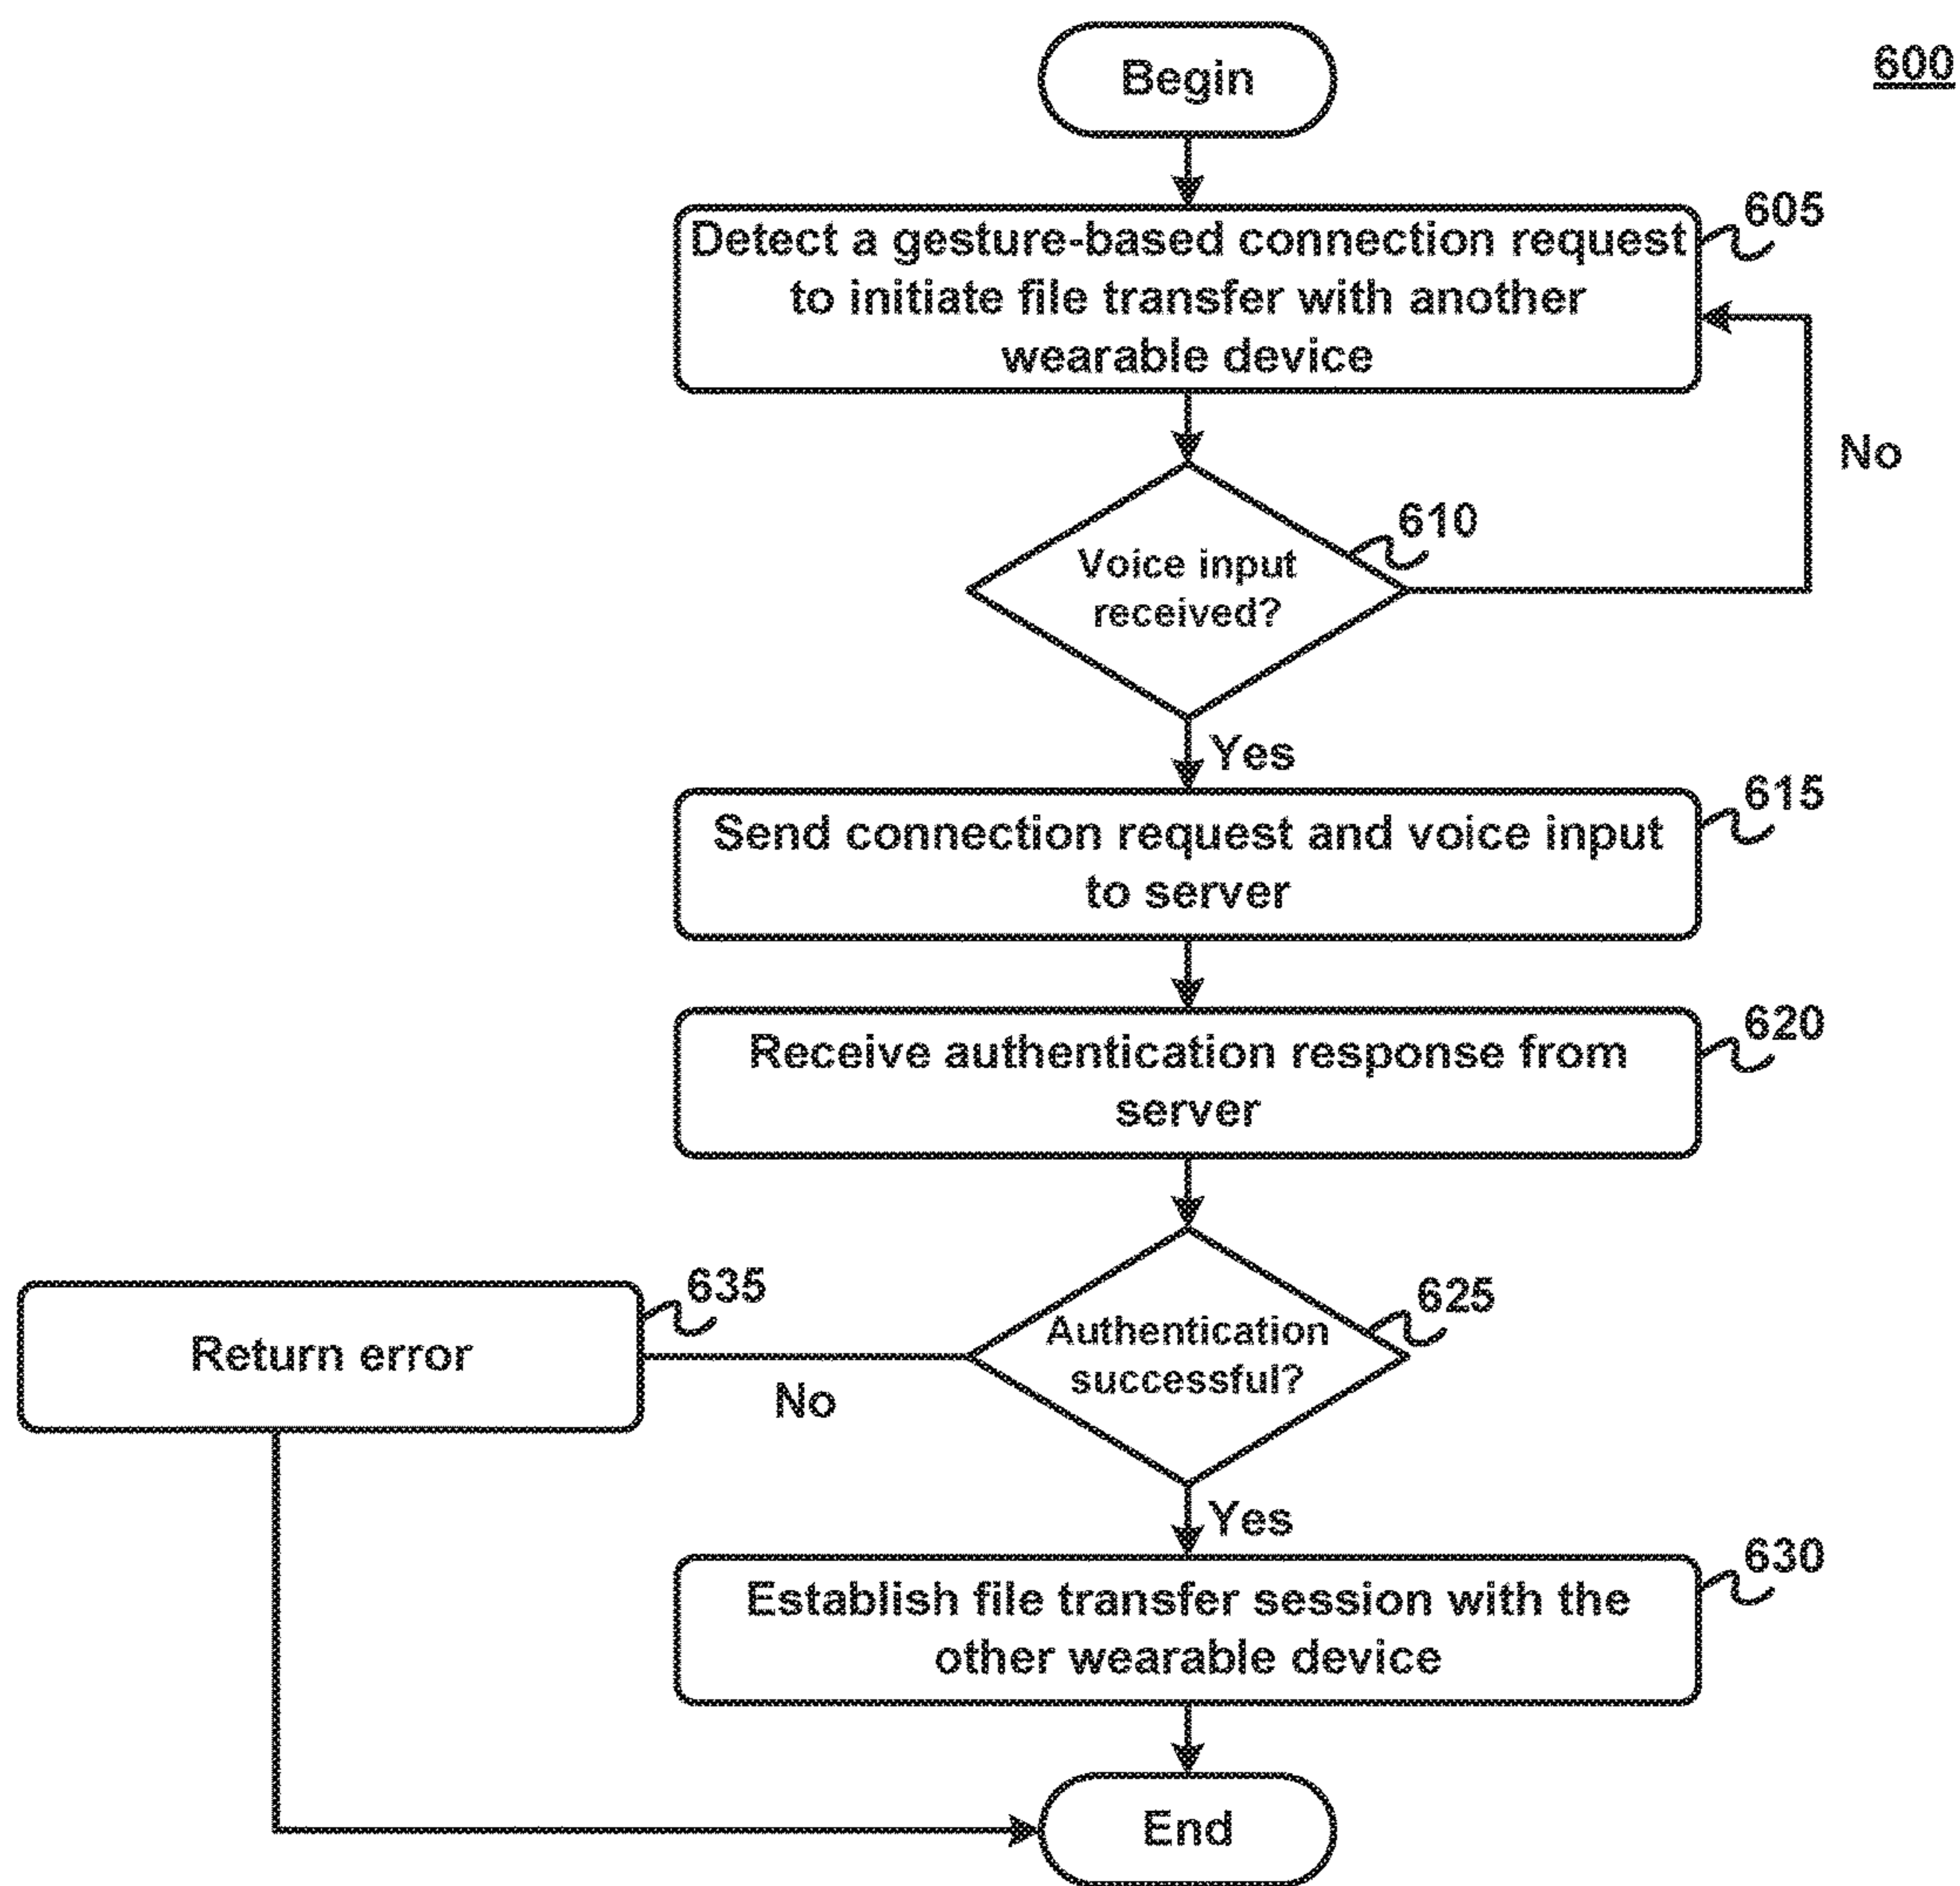 Begin
600
605
Detect a gesture-based connection request
to initiate file transfer with another
wearable device
No
610
Voice input
received?
Yes
615
Send connection request and voice input
to server
620
Receive authentication response from
server
635
Return error
No
625
Authentication
successful?
Yes
630
Establish file transfer session with the
other wearable device
End